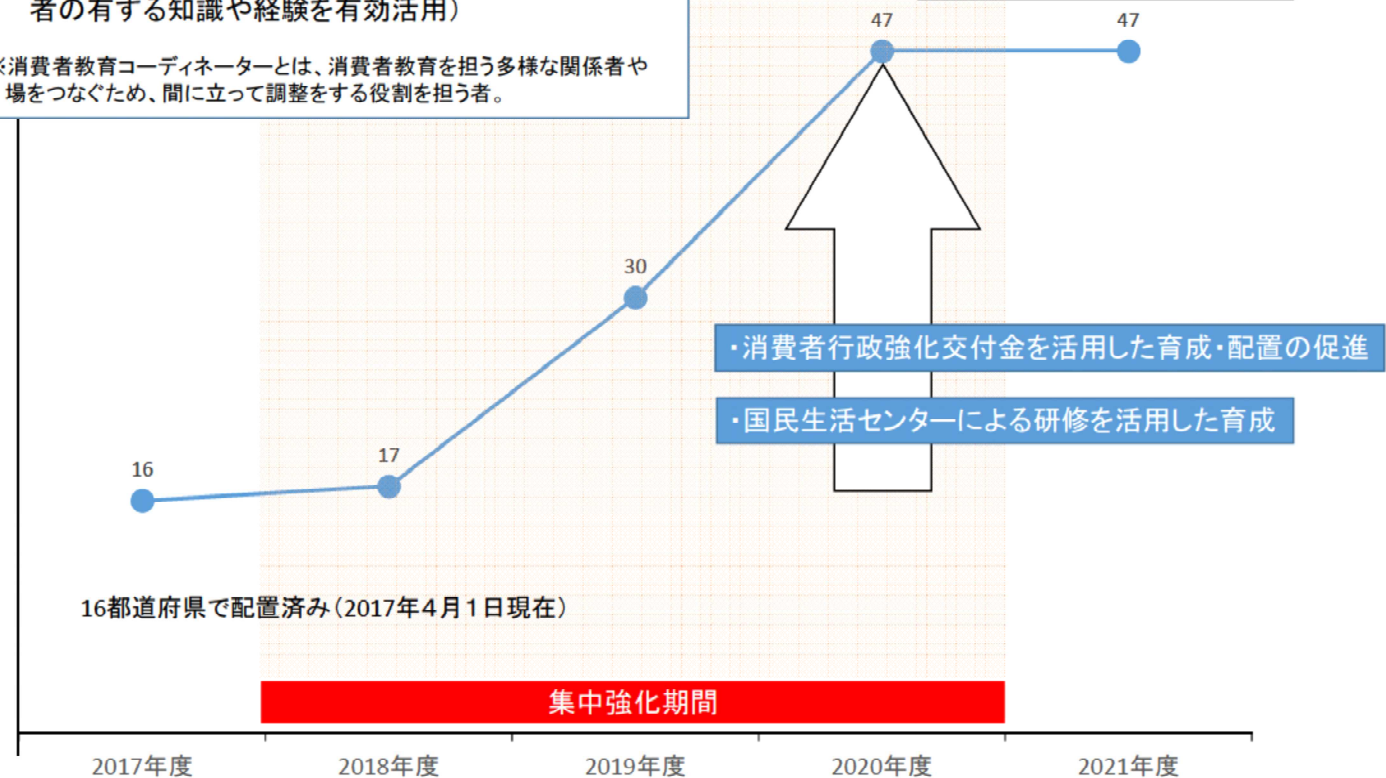 者の有する知識や経験を有効活用)
※消費者教育コーディネーターとは、消費者教育を担う多様な関係者や
場をつなぐため、間に立って調整をする役割を担う者。
47
47
30
・消費者行政強化交付金を活用した育成・配置の促進
・国民生活センターによる研修を活用した育成
17
16
16都道府県で配置済み(2017年4月1日現在)
集中強化期間
2017年度
2018年度
2019年度
2020年度
2021年度